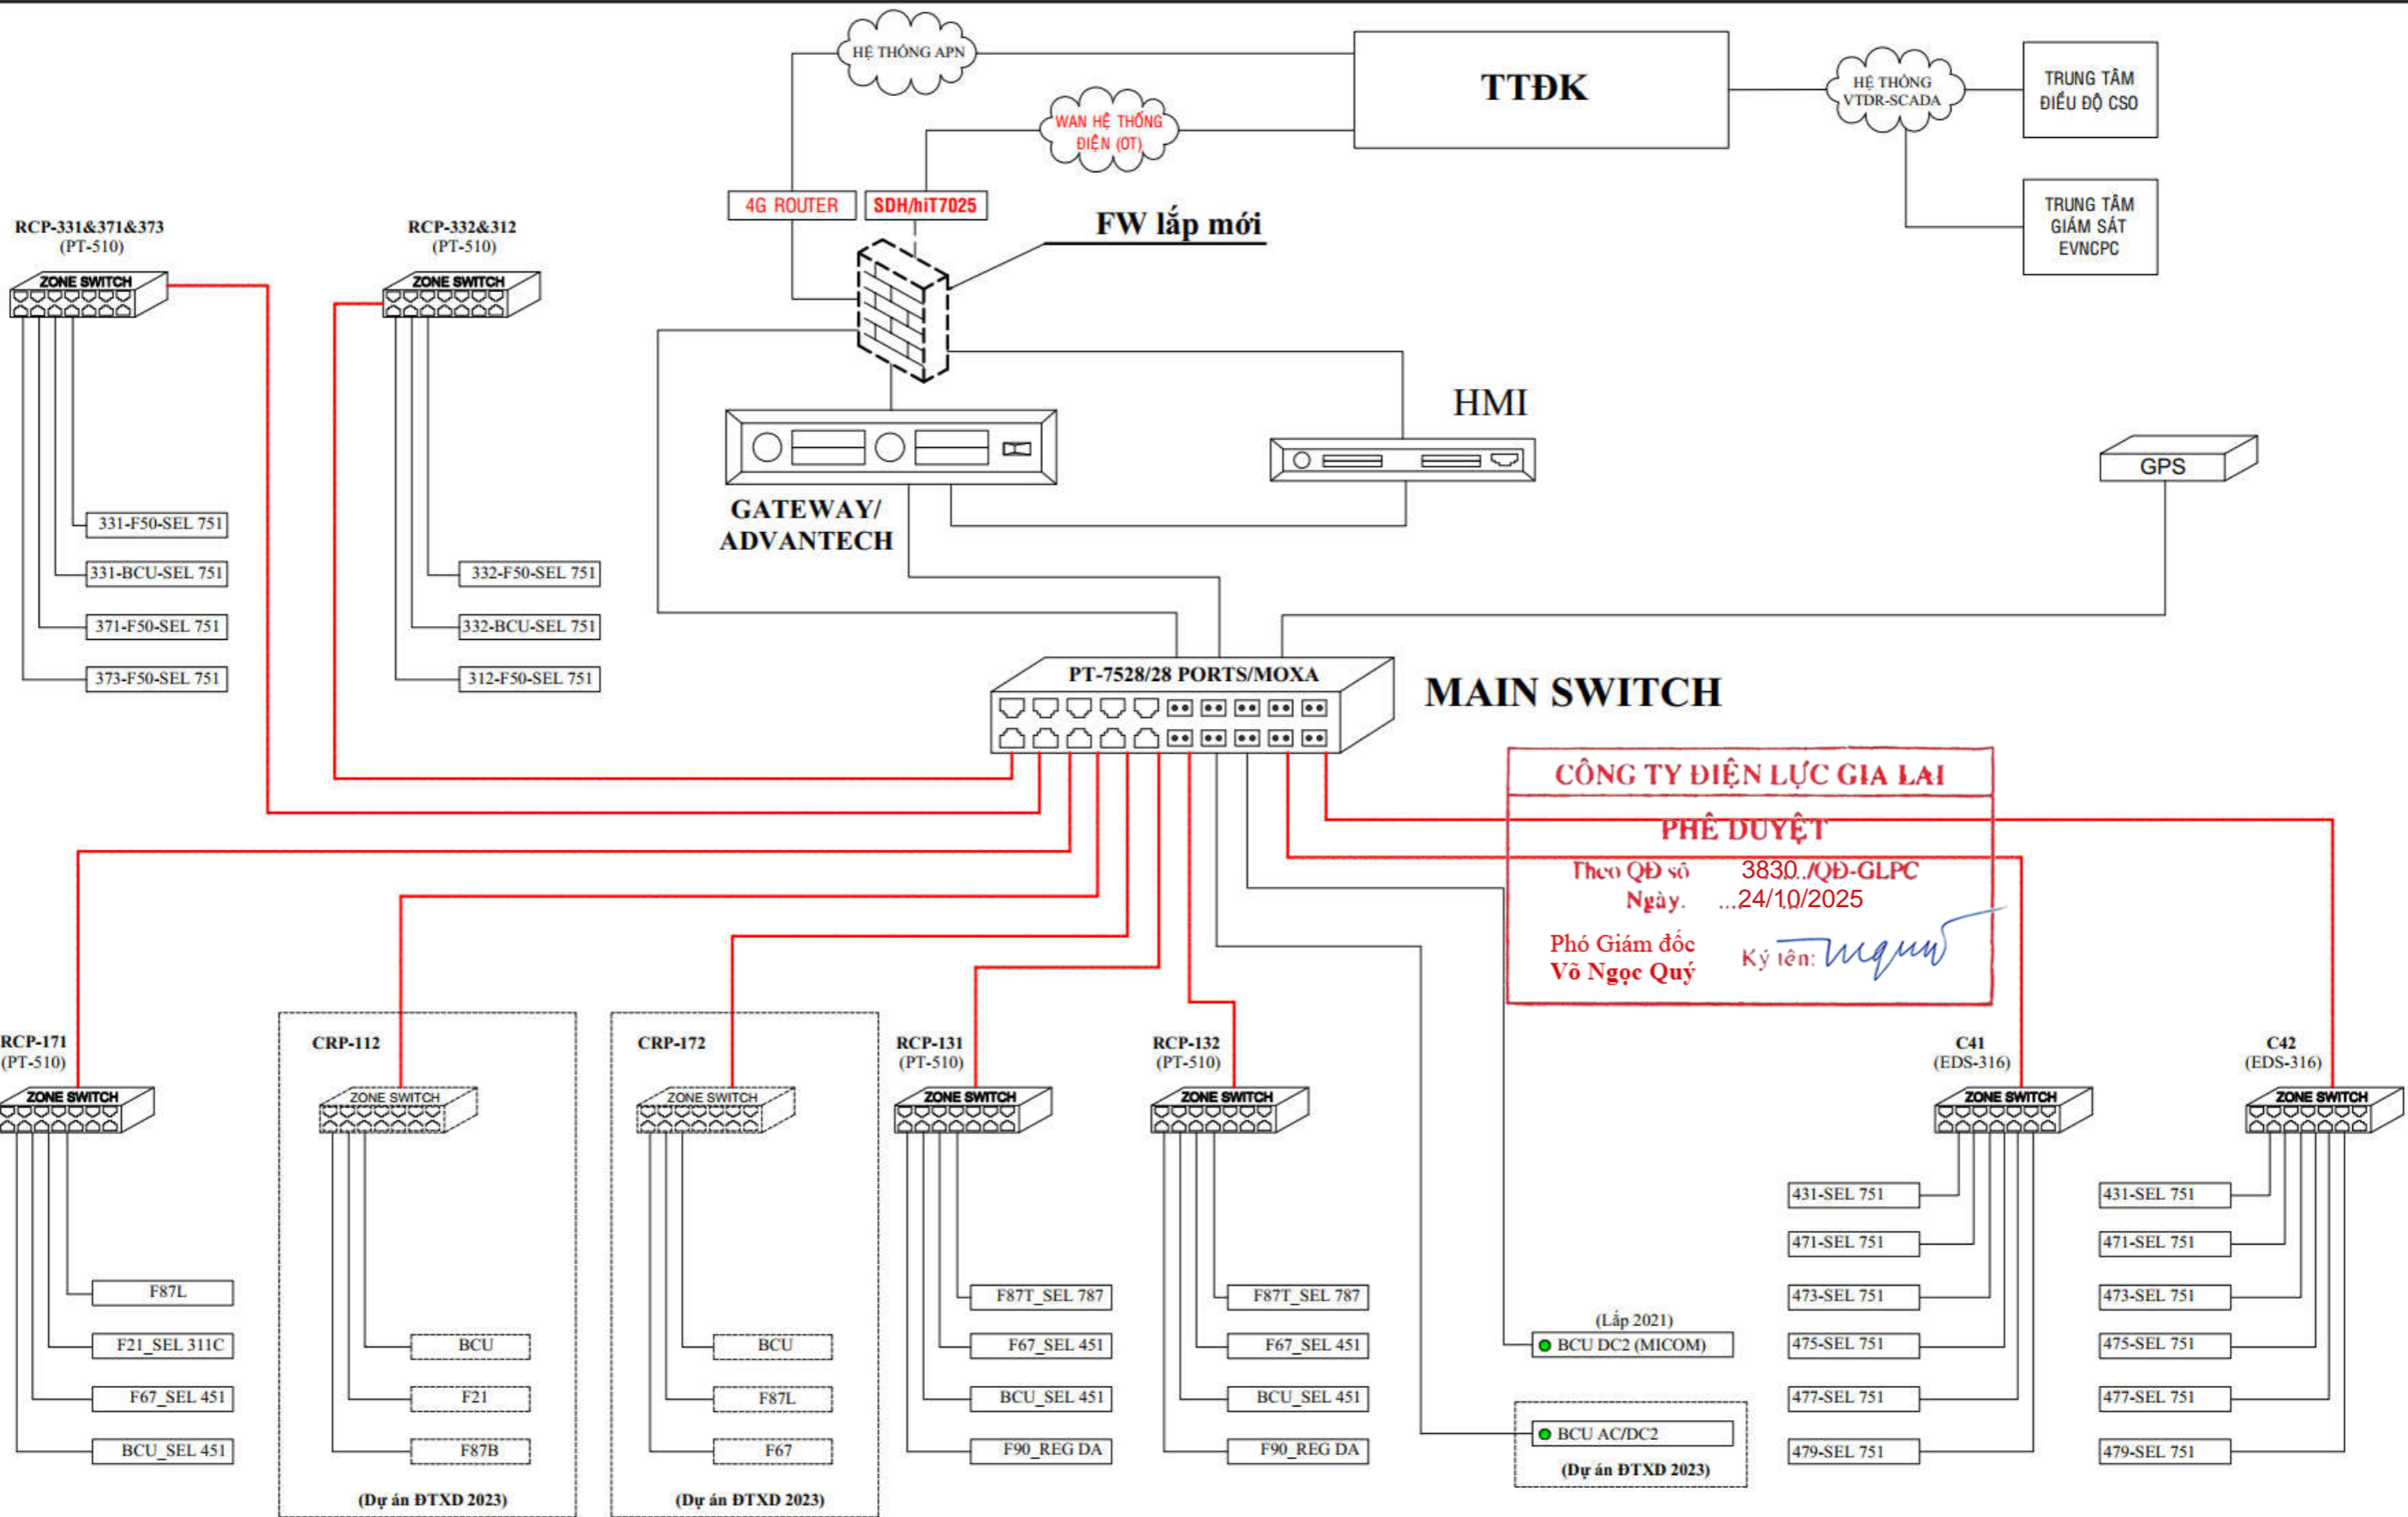 HỆ THỐNG APN
TTĐK
HỆ THỐNG
VTDR-SCADA
TRUNG TÂM
ĐIỀU ĐỘ CSO
WAN HỆ THỐNG
ĐIỆN (OT)
TRUNG TÂM
GIÁM SÁT
EVNCPC
4G ROUTER
SDH/hiT7025
FW lắp mới
RCP-331&371&373
(PT-510)
ZONE SWITCH
331-F50-SEL 751
331-BCU-SEL 751
371-F50-SEL 751
373-F50-SEL 751
RCP-332&312
(PT-510)
ZONE SWITCH
332-F50-SEL 751
332-BCU-SEL 751
312-F50-SEL 751
GATEWAY/
ADVANTECH
HMI
GPS
PT-7528/28 PORTS/MOXA
MAIN SWITCH
CÔNG TY ĐIỆN LỰC GIA LAI
PHÊ DUYỆT
Theo QĐ số 3830../QĐ-GLPC
Ngày. ...24/10/2025
Phó Giám đốc
Võ Ngọc Quý
Ký tên:
RCP-171
(PT-510)
ZONE SWITCH
F87L
F21_SEL 311C
F67_SEL 451
BCU_SEL 451
CRP-112
ZONE SWITCH
BCU
F21
F87B
(Dự án ĐTXD 2023)
CRP-172
ZONE SWITCH
BCU
F87L
F67
(Dự án ĐTXD 2023)
RCP-131
(PT-510)
ZONE SWITCH
F87T_SEL 787
F67_SEL 451
BCU_SEL 451
F90_REG DA
RCP-132
(PT-510)
ZONE SWITCH
F87T_SEL 787
F67_SEL 451
BCU_SEL 451
F90_REG DA
(Lắp 2021)
BCU DC2 (MICOM)
BCU AC/DC2
(Dự án ĐTXD 2023)
C41
(EDS-316)
ZONE SWITCH
431-SEL 751
471-SEL 751
473-SEL 751
475-SEL 751
477-SEL 751
479-SEL 751
C42
(EDS-316)
ZONE SWITCH
431-SEL 751
471-SEL 751
473-SEL 751
475-SEL 751
477-SEL 751
479-SEL 751